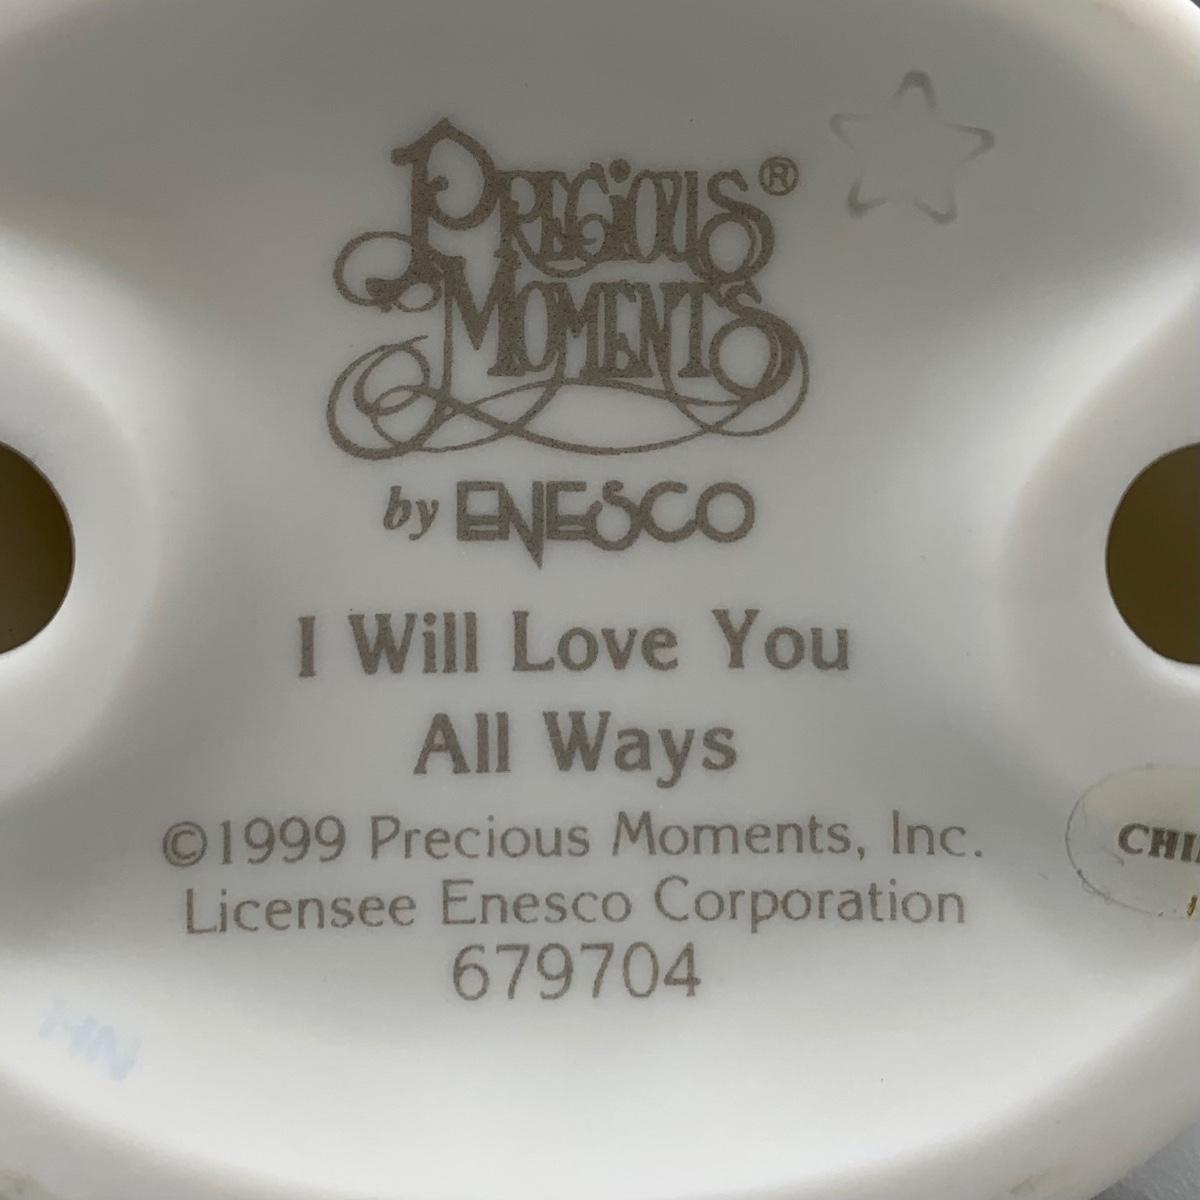 PRECIOUS ®
MOMENTS
by ENESCO
I Will Love You
All Ways
©1999 Precious Moments, Inc.
Licensee Enesco Corporation
679704